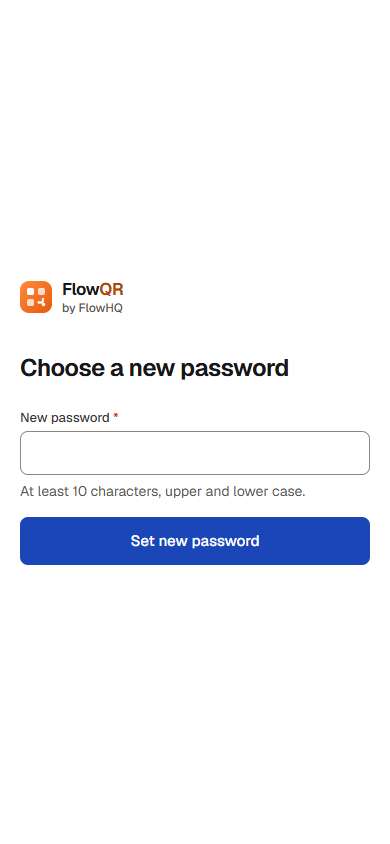 FlowQR
by FlowHQ
Choose a new password
New password *
At least 10 characters, upper and lower case.
Set new password